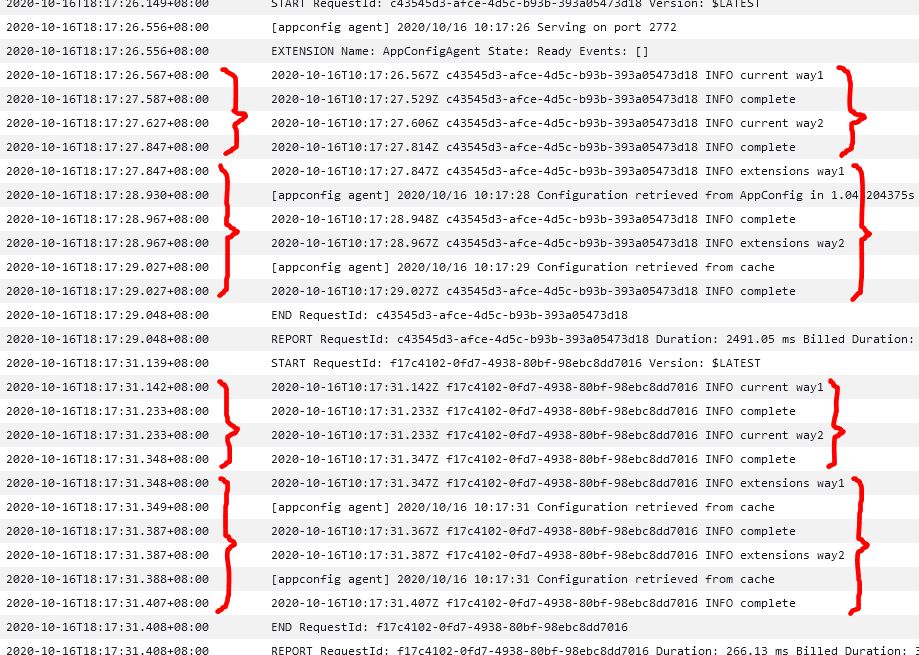 2020-10-16T18:17:26.149+08:00 START RequestId: c43545d3-afce-4d5c-b93b-393a05473d18 Version: $LATEST
2020-10-16T18:17:26.556+08:00 [appconfig agent] 2020/10/16 10:17:26 Serving on port 2772
2020-10-16T18:17:26.556+08:00 EXTENSION Name: AppConfigAgent State: Ready Events: []
2020-10-16T18:17:26.567+08:00 2020-10-16T10:17:26.567Z c43545d3-afce-4d5c-b93b-393a05473d18 INFO current way1
2020-10-16T18:17:27.587+08:00 2020-10-16T10:17:27.529Z c43545d3-afce-4d5c-b93b-393a05473d18 INFO complete
2020-10-16T18:17:27.627+08:00 2020-10-16T10:17:27.606Z c43545d3-afce-4d5c-b93b-393a05473d18 INFO current way2
2020-10-16T18:17:27.847+08:00 2020-10-16T10:17:27.814Z c43545d3-afce-4d5c-b93b-393a05473d18 INFO complete
2020-10-16T18:17:27.847+08:00 2020-10-16T10:17:27.847Z c43545d3-afce-4d5c-b93b-393a05473d18 INFO extensions way1
2020-10-16T18:17:28.930+08:00 [appconfig agent] 2020/10/16 10:17:28 Configuration retrieved from AppConfig in
2020-10-16T18:17:28.967+08:00 2020-10-16T10:17:28.948Z c43545d3-afce-4d5c-b93b-393a05473d18 INFO complete
2020-10-16T18:17:28.967+08:00 2020-10-16T10:17:28.967Z c43545d3-afce-4d5c-b93b-393a05473d18 INFO extensions way2
2020-10-16T18:17:29.027+08:00 [appconfig agent] 2020/10/16 10:17:29 Configuration retrieved from cache
2020-10-16T18:17:29.027+08:00 2020-10-16T10:17:29.027Z c43545d3-afce-4d5c-b93b-393a05473d18 INFO complete
2020-10-16T18:17:29.048+08:00 END RequestId: c43545d3-afce-4d5c-b93b-393a05473d18
2020-10-16T18:17:29.048+08:00 REPORT RequestId: c43545d3-afce-4d5c-b93b-393a05473d18 Duration: 2491.05 ms Billed Duration:
2020-10-16T18:17:31.139+08:00 START RequestId: f17c4102-0fd7-4938-80bf-98ebc8dd7016 Version: $LATEST
2020-10-16T18:17:31.142+08:00 2020-10-16T10:17:31.142Z f17c4102-0fd7-4938-80bf-98ebc8dd7016 INFO current way1
2020-10-16T18:17:31.233+08:00 2020-10-16T10:17:31.233Z f17c4102-0fd7-4938-80bf-98ebc8dd7016 INFO complete
2020-10-16T18:17:31.233+08:00 2020-10-16T10:17:31.233Z f17c4102-0fd7-4938-80bf-98ebc8dd7016 INFO current way2
2020-10-16T18:17:31.348+08:00 2020-10-16T10:17:31.347Z f17c4102-0fd7-4938-80bf-98ebc8dd7016 INFO complete
2020-10-16T18:17:31.348+08:00 2020-10-16T10:17:31.347Z f17c4102-0fd7-4938-80bf-98ebc8dd7016 INFO extensions way1
2020-10-16T18:17:31.349+08:00 [appconfig agent] 2020/10/16 10:17:31 Configuration retrieved from cache
2020-10-16T18:17:31.387+08:00 2020-10-16T10:17:31.367Z f17c4102-0fd7-4938-80bf-98ebc8dd7016 INFO complete
2020-10-16T18:17:31.387+08:00 2020-10-16T10:17:31.387Z f17c4102-0fd7-4938-80bf-98ebc8dd7016 INFO extensions way2
2020-10-16T18:17:31.388+08:00 [appconfig agent] 2020/10/16 10:17:31 Configuration retrieved from cache
2020-10-16T18:17:31.407+08:00 2020-10-16T10:17:31.407Z f17c4102-0fd7-4938-80bf-98ebc8dd7016 INFO complete
2020-10-16T18:17:31.408+08:00 END RequestId: f17c4102-0fd7-4938-80bf-98ebc8dd7016
2020-10-16T18:17:31.408+08:00 REPORT RequestId: f17c4102-0fd7-4938-80bf-98ebc8dd7016 Duration: 266.13 ms Billed Duration: